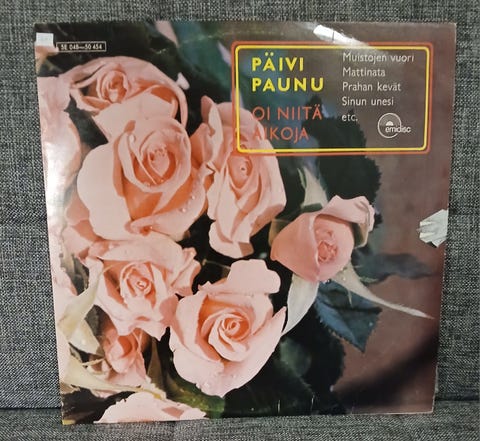 5E 048—50 454
PÄIVI
PAUNU
OI NIITÄ
AIKOJA
Muistojen vuori
Mattinata
Prahan kevät
Sinun unesi
etc.
emidisc